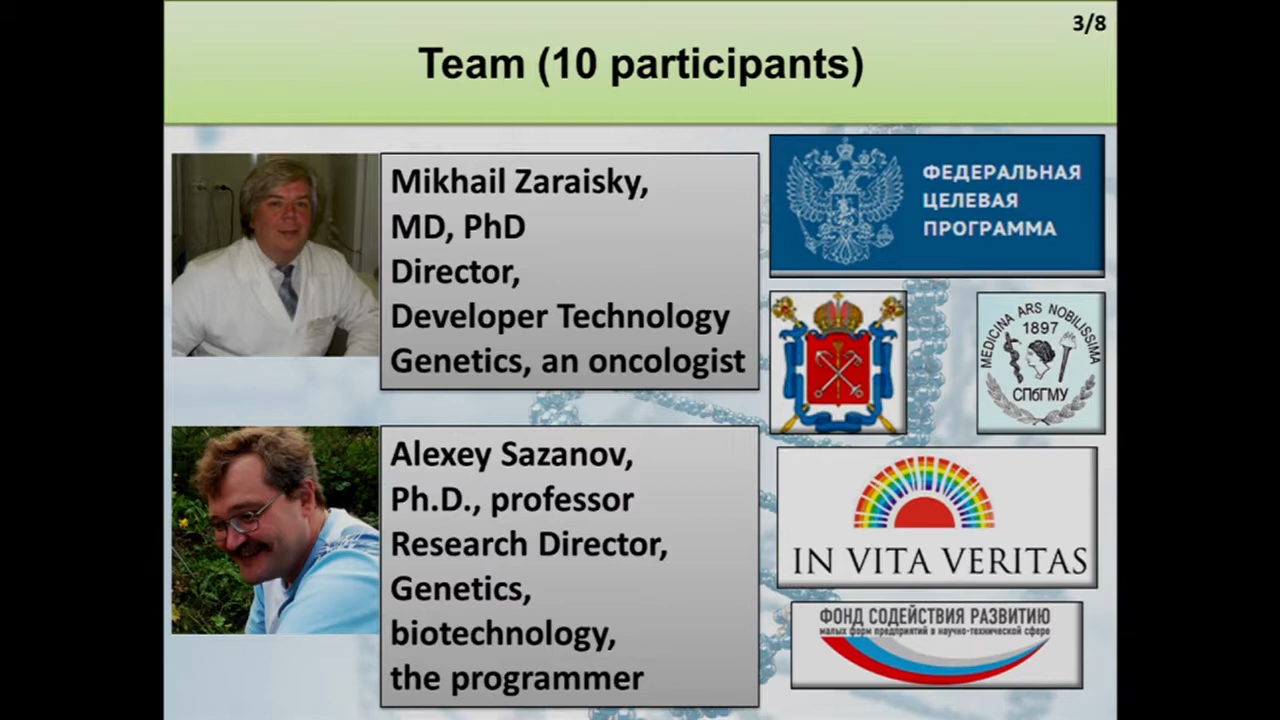 3/8
Team (10 participants)
Mikhail Zaraisky,
MD, PhD
Director,
Developer Technology
Genetics, an oncologist
Alexey Sazanov,
Ph.D., professor
Research Director,
Genetics,
biotechnology,
the programmer
ФЕДЕРАЛЬНАЯ
ЦЕЛЕВАЯ
ПРОГРАММА
MEDICINA ARS NOBILISSIMA
1897
СПбГМУ
IN VITA VERITAS
ФОНД СОДЕЙСТВИЯ РАЗВИТИЮ
малых форм предприятий в научно-технической сфере